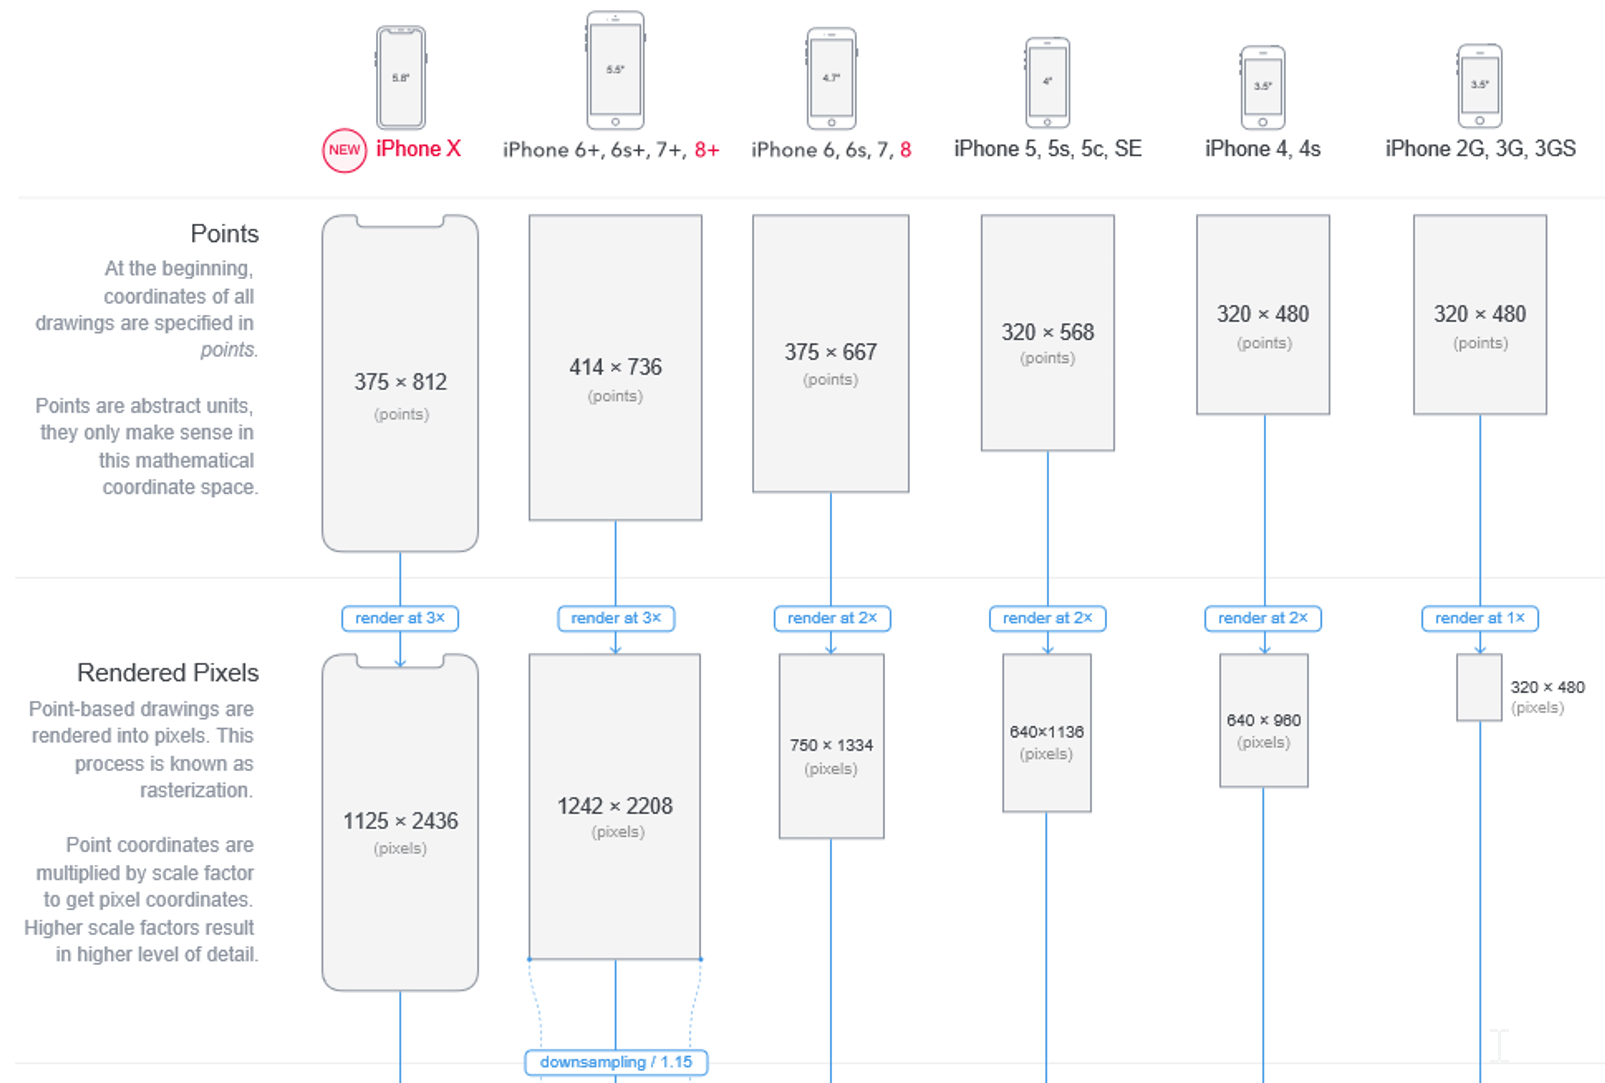 5.8"
5.5"
4.7"
4"
3.5"
3.5"
NEW iPhone X
iPhone 6+, 6s+, 7+, 8+
iPhone 6, 6s, 7, 8
iPhone 5, 5s, 5c, SE
iPhone 4, 4s
iPhone 2G, 3G, 3GS
Points
At the beginning,
coordinates of all
drawings are specified in
points.
Points are abstract units,
they only make sense in
this mathematical
coordinate space.
375 × 812
(points)
414 × 736
(points)
375 × 667
(points)
320 × 568
(points)
320 × 480
(points)
320 × 480
(points)
render at 3×
render at 3×
render at 2×
render at 2×
render at 2×
render at 1×
Rendered Pixels
Point-based drawings are
rendered into pixels. This
process is known as
rasterization.
Point coordinates are
multiplied by scale factor
to get pixel coordinates.
Higher scale factors result
in higher level of detail.
1125 × 2436
(pixels)
1242 × 2208
(pixels)
750 × 1334
(pixels)
640×1136
(pixels)
640 × 960
(pixels)
320 × 480
(pixels)
downsampling / 1.15